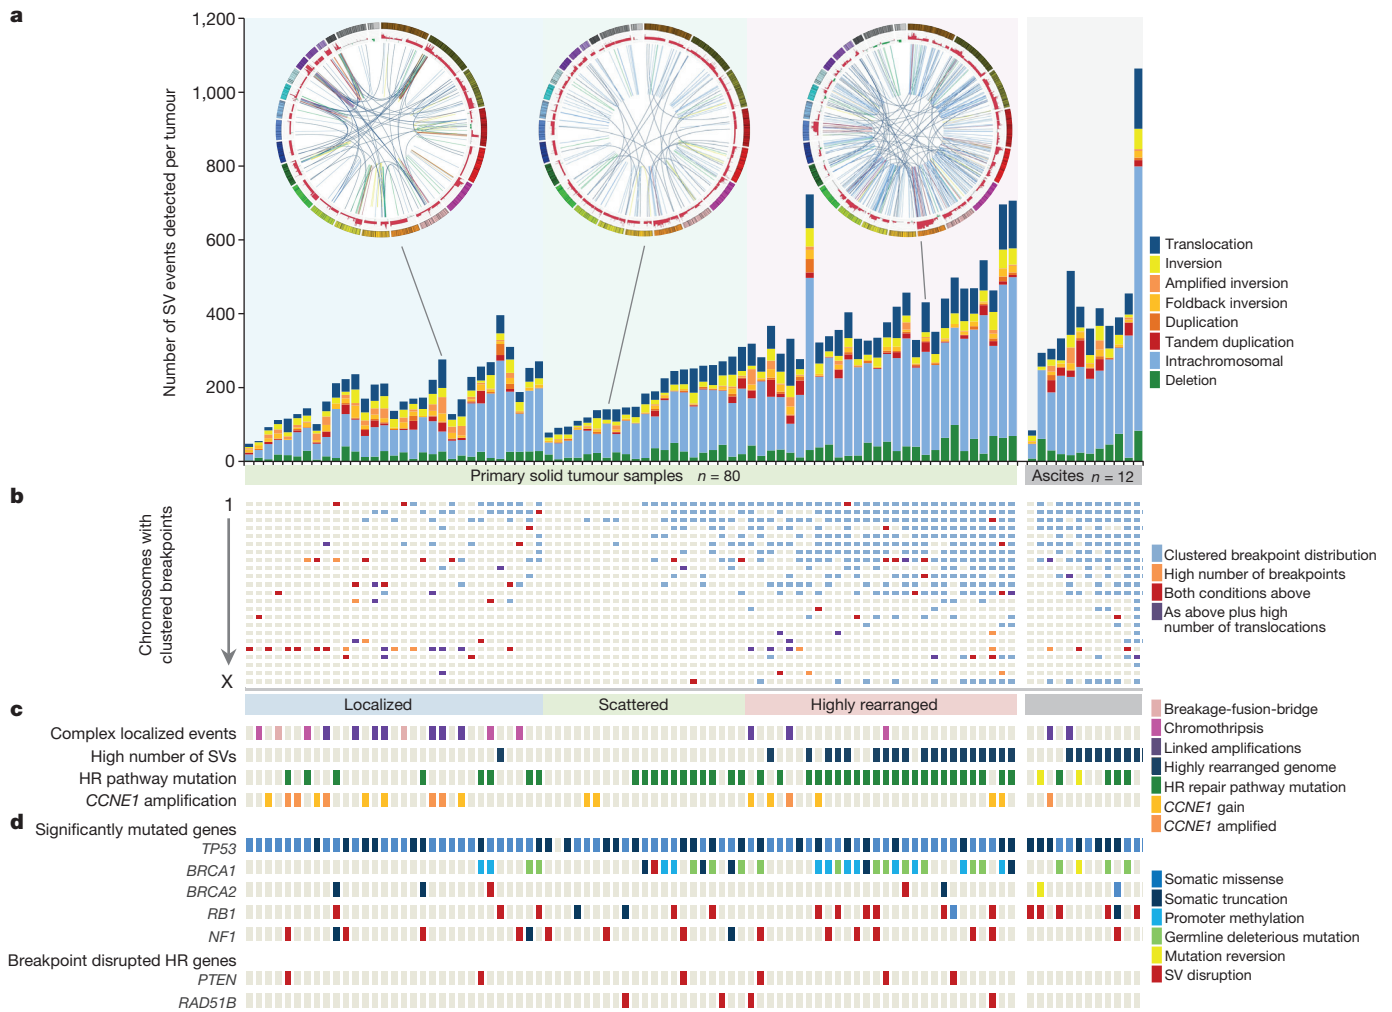 a
Number of SV events detected per tumour
1,200
1,000
800
600
400
200
0
Translocation
Inversion
Amplified inversion
Foldback inversion
Duplication
Tandem duplication
Intrachromosomal
Deletion
Primary solid tumour samples n = 80
Ascites n = 12
b
Chromosomes with
clustered breakpoints
1
X
Clustered breakpoint distribution
High number of breakpoints
Both conditions above
As above plus high
number of translocations
Localized
Scattered
Highly rearranged
c
Complex localized events
High number of SVs
HR pathway mutation
CCNE1 amplification
Breakage-fusion-bridge
Chromothripsis
Linked amplifications
Highly rearranged genome
HR repair pathway mutation
CCNE1 gain
CCNE1 amplified
d
Significantly mutated genes
TP53
BRCA1
BRCA2
RB1
NF1
Breakpoint disrupted HR genes
PTEN
RAD51B
Somatic missense
Somatic truncation
Promoter methylation
Germline deleterious mutation
Mutation reversion
SV disruption